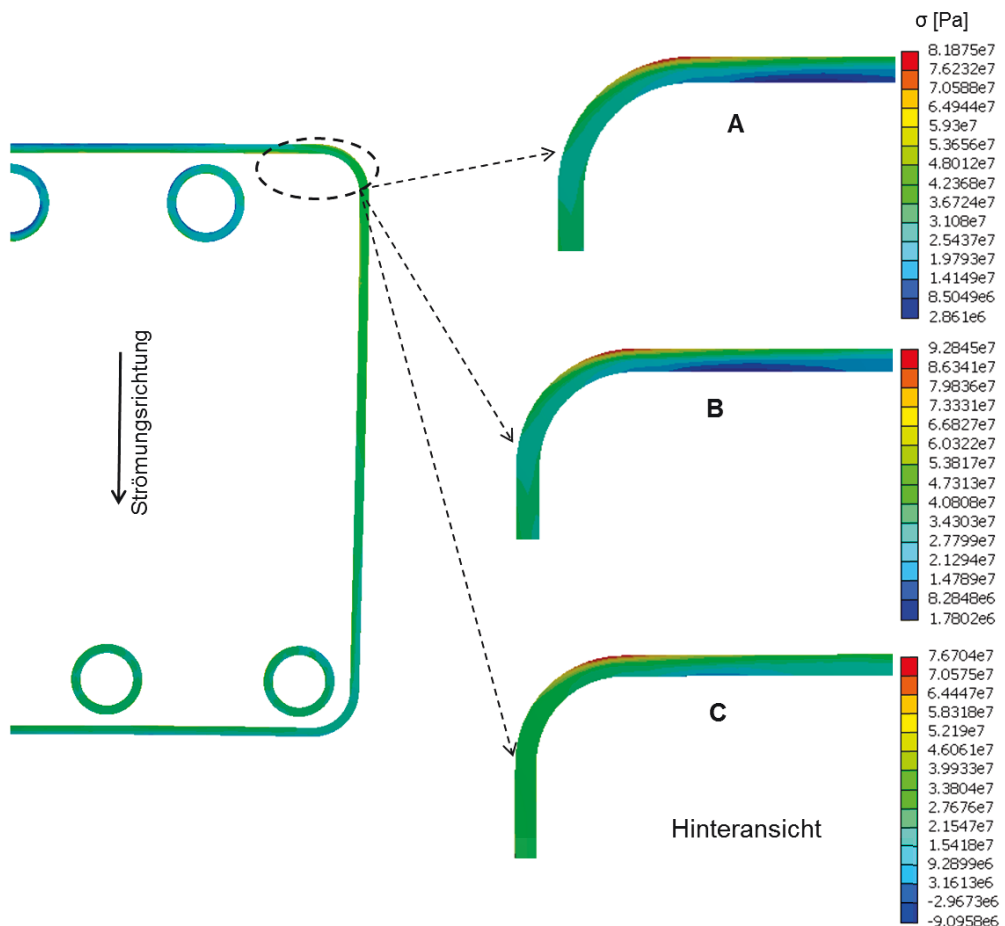 σ [Pa]
8.1875e7
7.6232e7
7.0588e7
6.4944e7
5.93e7
5.3656e7
4.8012e7
4.2368e7
3.6724e7
3.108e7
2.5437e7
1.9793e7
1.4149e7
8.5049e6
2.861e6
A
Strömungsrichtung
9.2845e7
8.6341e7
7.9836e7
7.3331e7
6.6827e7
6.0322e7
5.3817e7
4.7313e7
4.0808e7
3.4303e7
2.7799e7
2.1294e7
1.4789e7
8.2848e6
1.7802e6
B
7.6704e7
7.0575e7
6.4447e7
5.8318e7
5.219e7
4.6061e7
3.9933e7
3.3804e7
2.7676e7
2.1547e7
1.5418e7
9.2899e6
3.1613e6
-2.9673e6
-9.0958e6
C
Hinteransicht